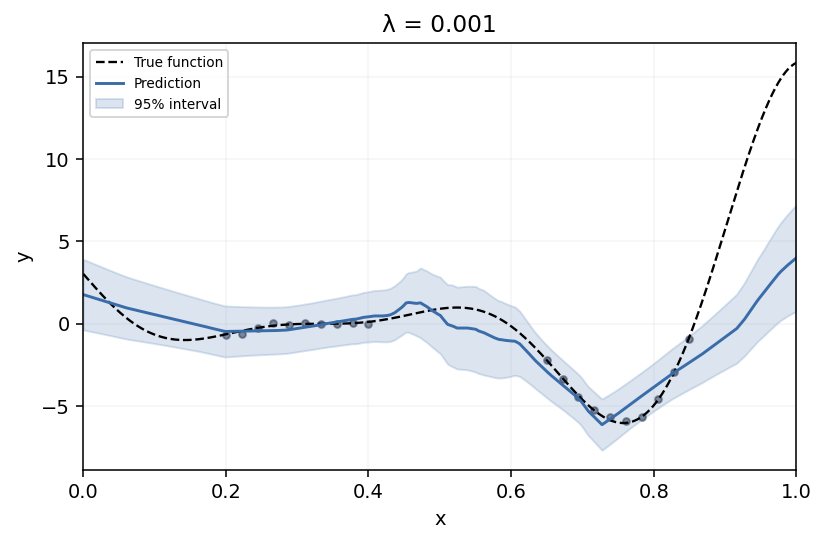 λ = 0.001
True function
Prediction
95% interval
y
15
10
5
0
−5
0.0 0.2 0.4 0.6 0.8 1.0
x